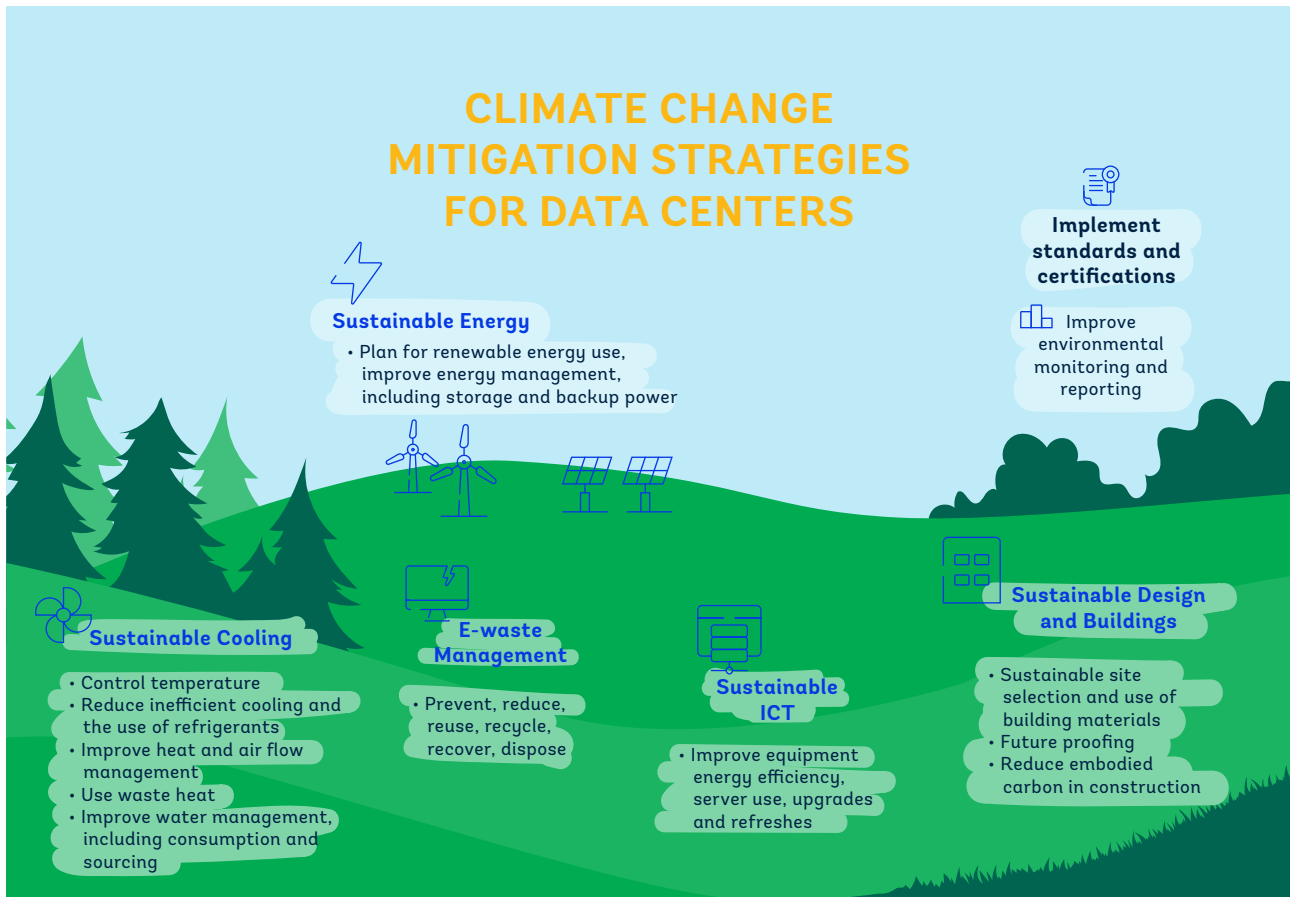 CLIMATE CHANGE
MITIGATION STRATEGIES
FOR DATA CENTERS
Implement
standards and
certifications
Improve
environmental
monitoring and
reporting
Sustainable Energy
• Plan for renewable energy use,
improve energy management,
including storage and backup power
Sustainable Cooling
• Control temperature
• Reduce inefficient cooling and
the use of refrigerants
• Improve heat and air flow
management
• Use waste heat
• Improve water management,
including consumption and
sourcing
E-waste
Management
• Prevent, reduce,
reuse, recycle,
recover, dispose
Sustainable
ICT
• Improve equipment
energy efficiency,
server use, upgrades
and refreshes
Sustainable Design
and Buildings
• Sustainable site
selection and use of
building materials
• Future proofing
• Reduce embodied
carbon in construction